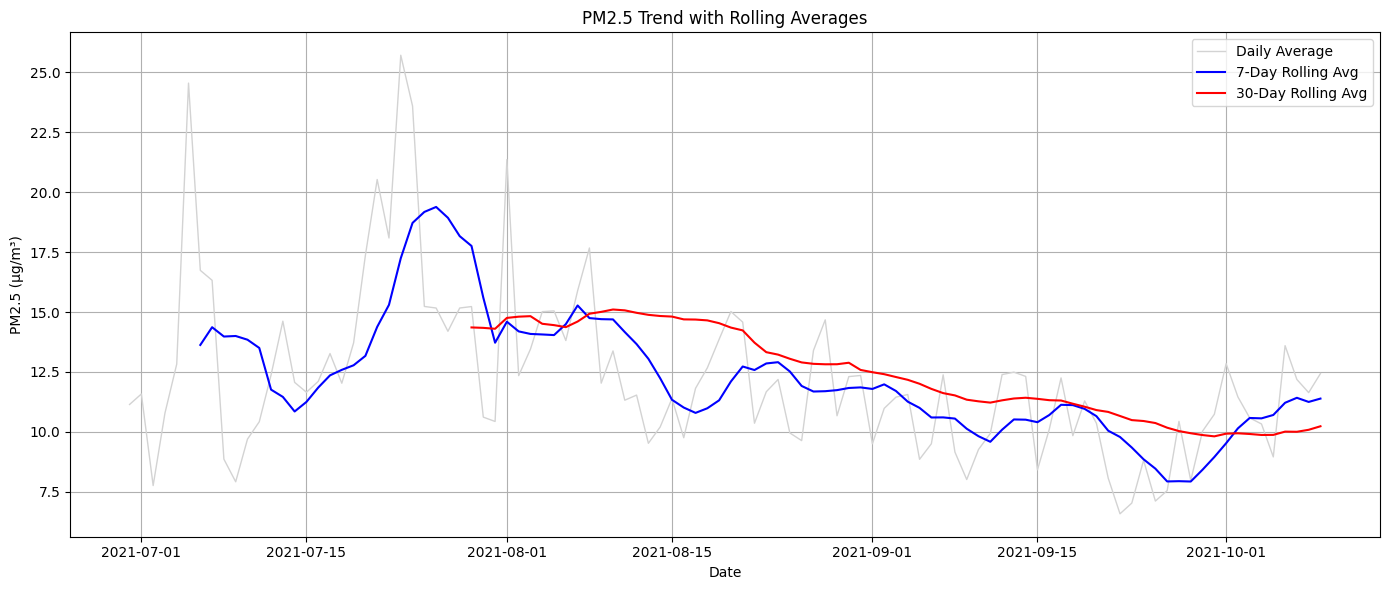 PM2.5 Trend with Rolling Averages
Daily Average
7-Day Rolling Avg
30-Day Rolling Avg
PM2.5 (µg/m³)
25.0
22.5
20.0
17.5
15.0
12.5
10.0
7.5
2021-07-01
2021-07-15
2021-08-01
2021-08-15
2021-09-01
2021-09-15
2021-10-01
Date